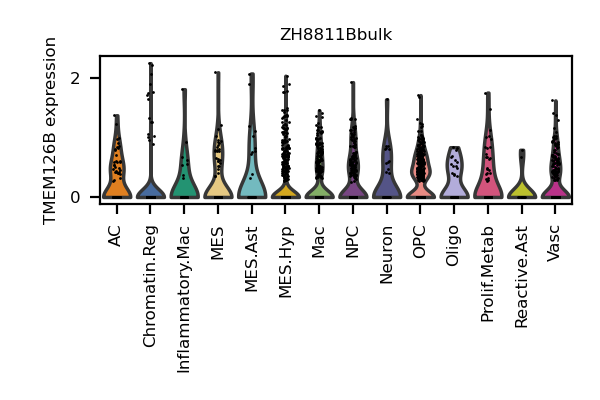 ZH8811Bbulk
TMEM126B expression
2
0
AC
Chromatin.Reg
Inflammatory.Mac
MES
MES.Ast
MES.Hyp
Mac
NPC
Neuron
OPC
Oligo
Prolif.Metab
Reactive.Ast
Vasc